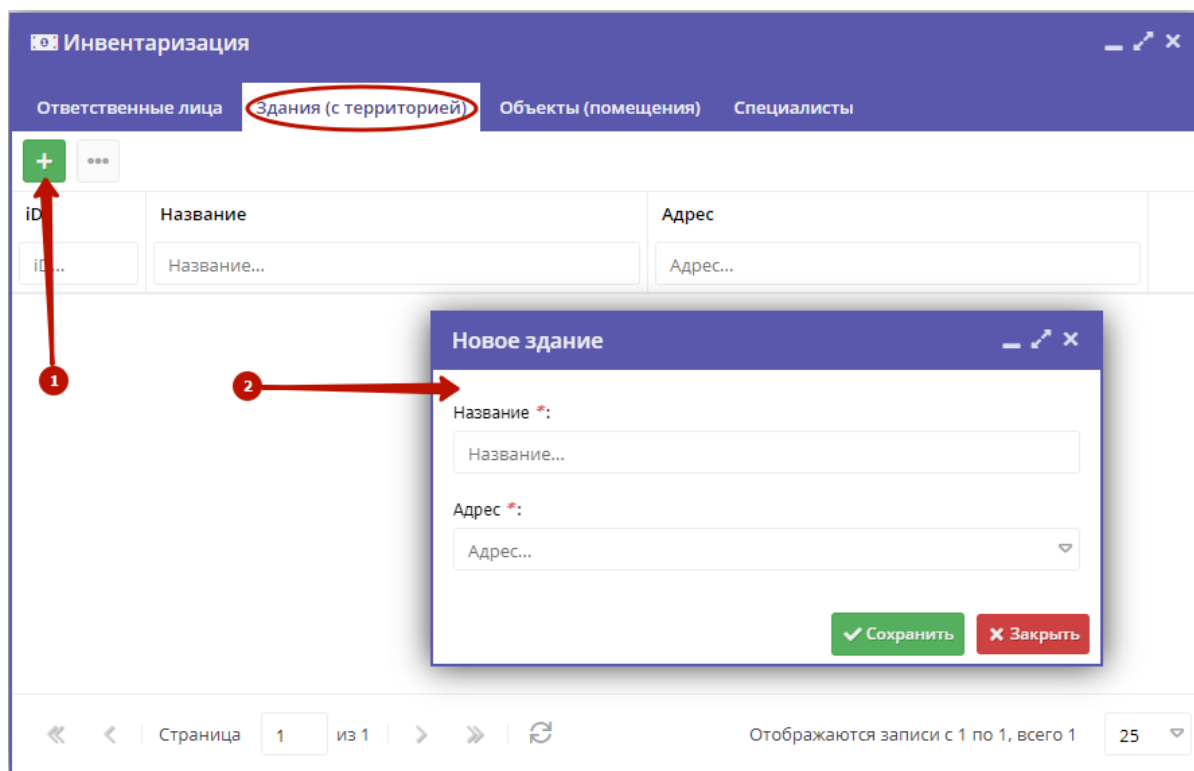 Инвентаризация
Ответственные лица Здания (с территорией) Объекты (помещения) Специалисты
iD Название Адрес
iD... Название... Адрес...
Новое здание
1
2
Название *:
Название...
Адрес *:
Адрес...
Сохранить Закрыть
Страница 1 из 1 Отображаются записи с 1 по 1, всего 1 25